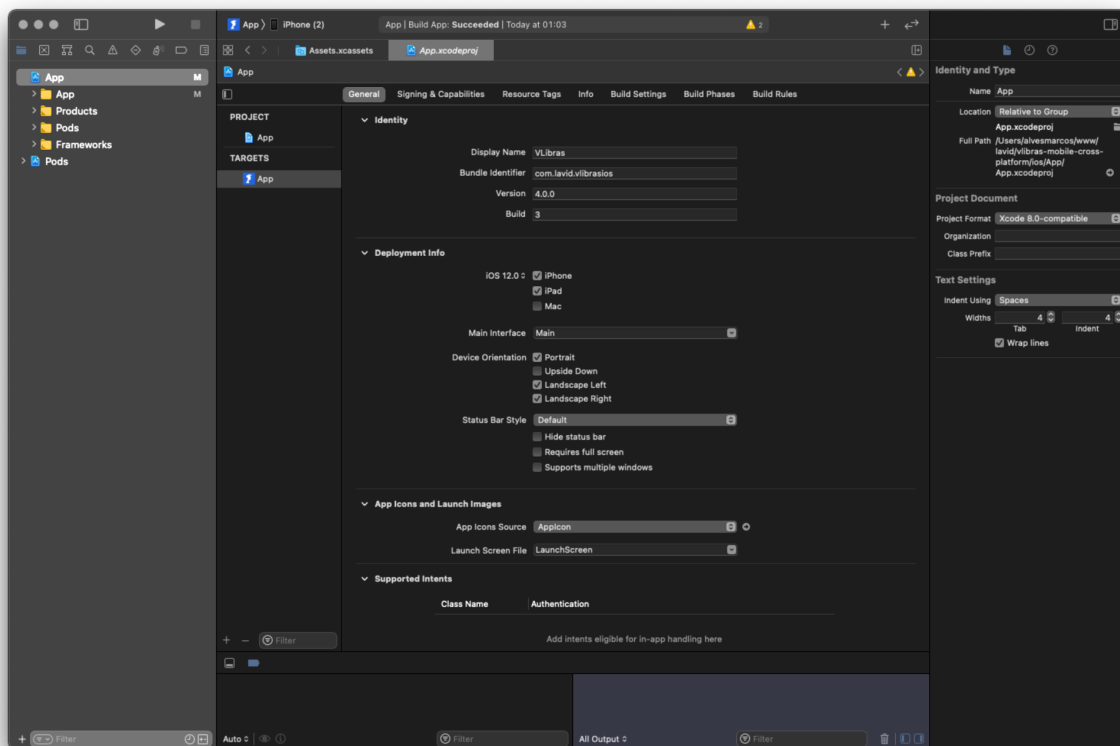 App
iPhone (2)
App | Build App: Succeeded | Today at 01:03
2
Assets.xcassets
App.xcodeproj
App
M
App
M
Products
Pods
Frameworks
Pods
Filter
App
General
Signing & Capabilities
Resource Tags
Info
Build Settings
Build Phases
Build Rules
PROJECT
App
TARGETS
App
Filter
Identity
Display Name VLibras
Bundle Identifier com.lavid.vlibrasios
Version 4.0.0
Build 3
Deployment Info
iOS 12.0 iPhone
iPad
Mac
Main Interface Main
Device Orientation Portrait
Upside Down
Landscape Left
Landscape Right
Status Bar Style Default
Hide status bar
Requires full screen
Supports multiple windows
App Icons and Launch Images
App Icons Source AppIcon
Launch Screen File LaunchScreen
Supported Intents
Class Name Authentication
Add intents eligible for in-app handling here
Auto
Filter
All Output
Filter
Identity and Type
Name App
Location Relative to Group
App.xcodeproj
Full Path /Users/alvesmarcos/www/
lavid/vlibras-mobile-cross-
platform/ios/App/
App.xcodeproj
Project Document
Project Format Xcode 8.0-compatible
Organization
Class Prefix
Text Settings
Indent Using Spaces
Widths 4 4
Tab Indent
Wrap lines